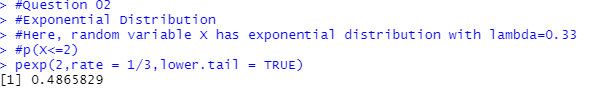 > #Question 02
> #Exponential Distribution
> #Here, random variable X has exponential distribution with lambda=0.33
> #p(X<=2)
> pexp(2,rate = 1/3,lower.tail = TRUE)
[1] 0.4865829